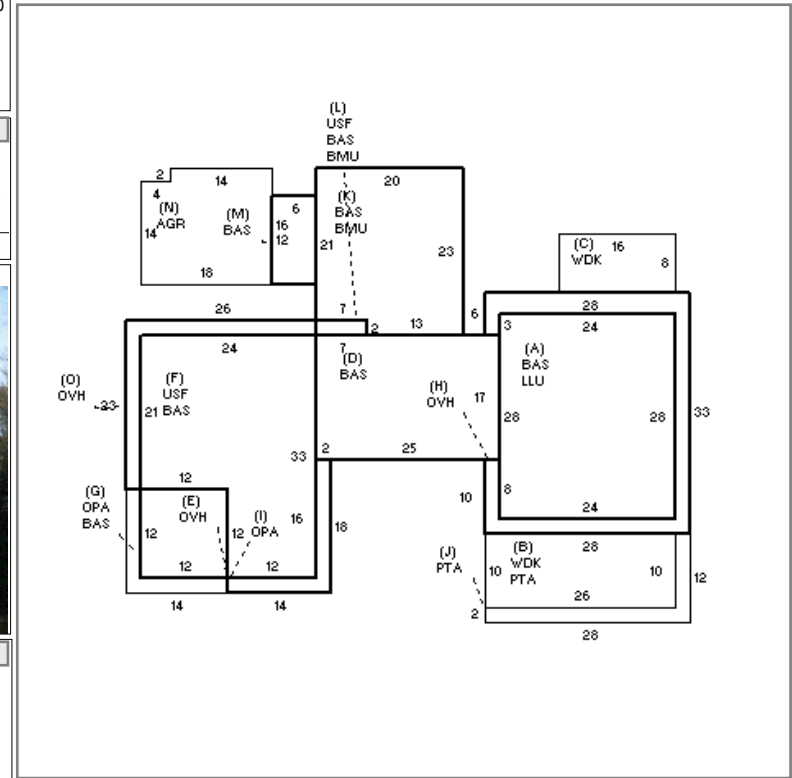 (L)
USF
BAS
BMU
2
14
20
4
(N)
AGR
14
(M)
BAS
6
16
12
(K)
BAS
BMU
21
23
18
(C)
WDK
16
8
26
7
2
13
6
28
3
24
24
7
(D)
BAS
(A)
BAS
LLU
(O)
OVH
23
(F)
USF
BAS
21
(H)
OVH
17
28
28
33
33
2
25
12
(G)
OPA
BAS
(E)
OVH
(I)
OPA
16
12
12
18
10
8
24
12
12
14
14
(J)
PTA
(B)
WDK
PTA
28
10
10
12
26
2
28